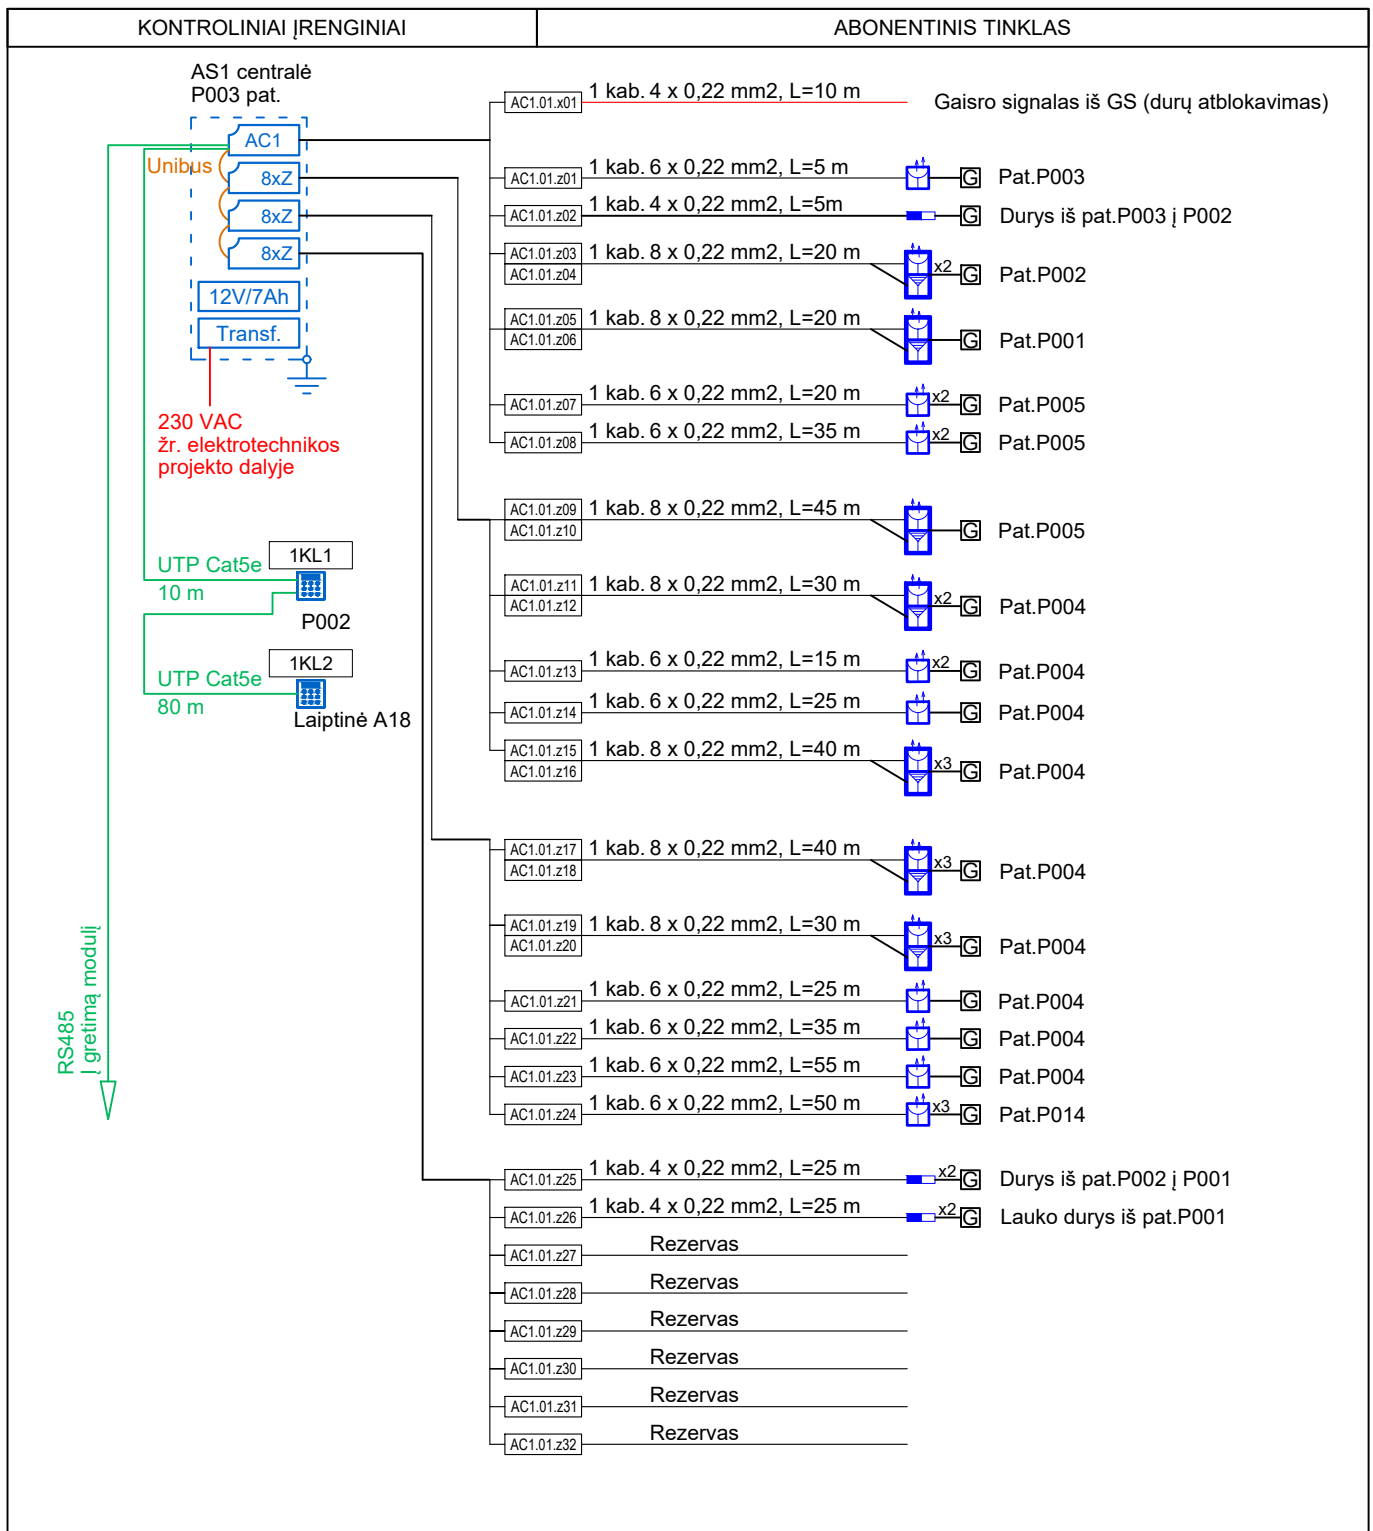 KONTROLINIAI ĮRENGINIAI
ABONENTINIS TINKLAS
AS1 centralė
P003 pat.
AC1
Unibus
8xZ
8xZ
8xZ
12V/7Ah
Transf.
230 VAC
žr. elektrotechnikos
projekto dalyje
1KL1
UTP Cat5e
10 m
P002
1KL2
UTP Cat5e
80 m
Laiptinė A18
RS485
Į gretimą modulį
AC1.01.x01 1 kab. 4 x 0,22 mm2, L=10 m Gaisro signalas iš GS (durų atblokavimas)
AC1.01.z01 1 kab. 6 x 0,22 mm2, L=5 m G Pat.P003
AC1.01.z02 1 kab. 4 x 0,22 mm2, L=5m G Durys iš pat.P003 į P002
AC1.01.z03 1 kab. 8 x 0,22 mm2, L=20 m
AC1.01.z04 x2 G Pat.P002
AC1.01.z05 1 kab. 8 x 0,22 mm2, L=20 m
AC1.01.z06 G Pat.P001
AC1.01.z07 1 kab. 6 x 0,22 mm2, L=20 m x2 G Pat.P005
AC1.01.z08 1 kab. 6 x 0,22 mm2, L=35 m x2 G Pat.P005
AC1.01.z09 1 kab. 8 x 0,22 mm2, L=45 m
AC1.01.z10 G Pat.P005
AC1.01.z11 1 kab. 8 x 0,22 mm2, L=30 m
AC1.01.z12 x2 G Pat.P004
AC1.01.z13 1 kab. 6 x 0,22 mm2, L=15 m x2 G Pat.P004
AC1.01.z14 1 kab. 6 x 0,22 mm2, L=25 m G Pat.P004
AC1.01.z15 1 kab. 8 x 0,22 mm2, L=40 m
AC1.01.z16 x3 G Pat.P004
AC1.01.z17 1 kab. 8 x 0,22 mm2, L=40 m
AC1.01.z18 x3 G Pat.P004
AC1.01.z19 1 kab. 8 x 0,22 mm2, L=30 m
AC1.01.z20 x3 G Pat.P004
AC1.01.z21 1 kab. 6 x 0,22 mm2, L=25 m G Pat.P004
AC1.01.z22 1 kab. 6 x 0,22 mm2, L=35 m G Pat.P004
AC1.01.z23 1 kab. 6 x 0,22 mm2, L=55 m G Pat.P004
AC1.01.z24 1 kab. 6 x 0,22 mm2, L=50 m x3 G Pat.P014
AC1.01.z25 1 kab. 4 x 0,22 mm2, L=25 m x2 G Durys iš pat.P002 į P001
AC1.01.z26 1 kab. 4 x 0,22 mm2, L=25 m x2 G Lauko durys iš pat.P001
AC1.01.z27 Rezervas
AC1.01.z28 Rezervas
AC1.01.z29 Rezervas
AC1.01.z30 Rezervas
AC1.01.z31 Rezervas
AC1.01.z32 Rezervas